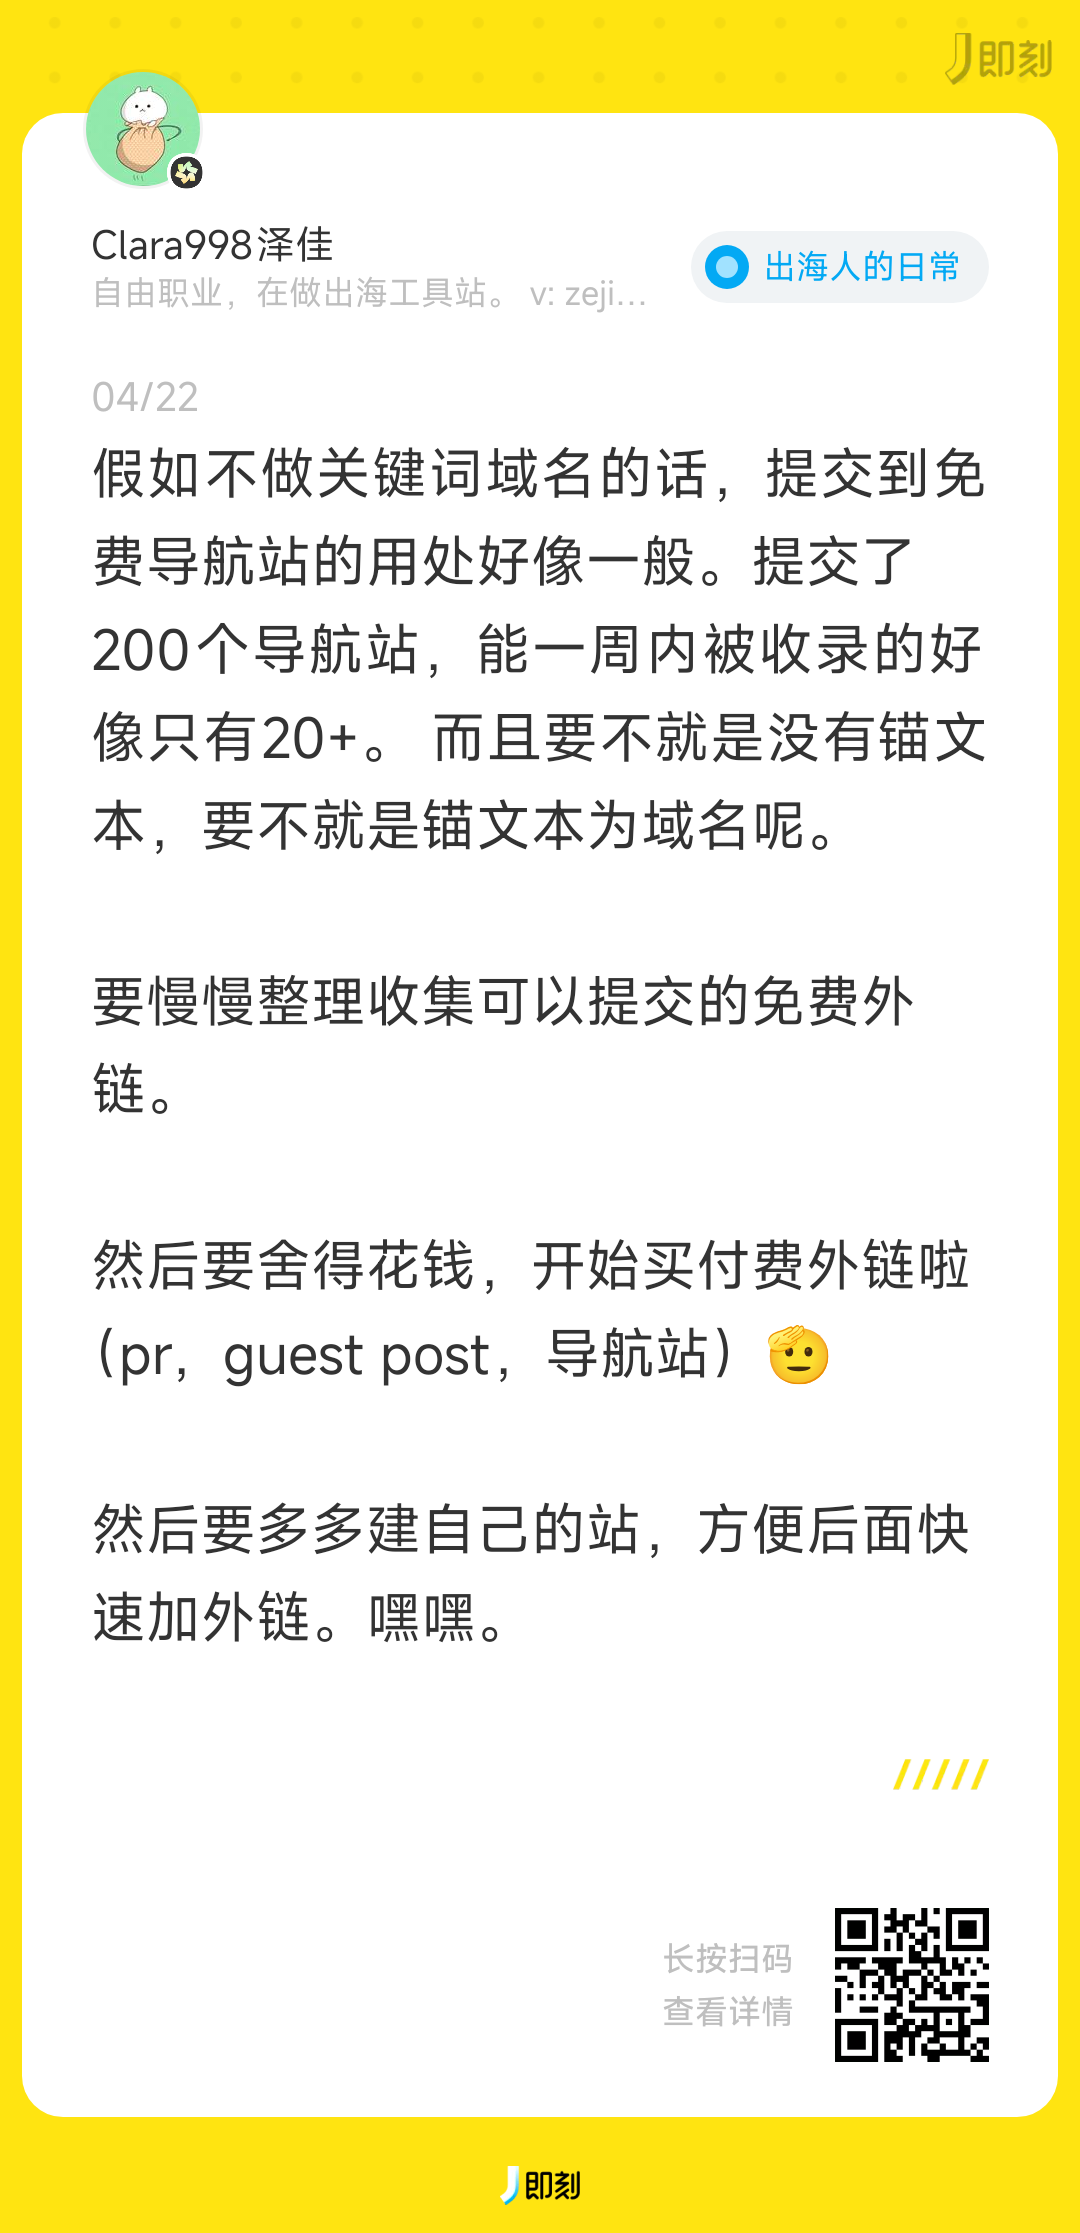 即刻
Clara998泽佳
出海人的日常
自由职业，在做出海工具站。 v: zeji...
04/22
假如不做关键词域名的话，提交到免
费导航站的用处好像一般。提交了
200个导航站，能一周内被收录的好
像只有20+。 而且要不就是没有锚文
本，要不就是锚文本为域名呢。
要慢慢整理收集可以提交的免费外
链。
然后要舍得花钱，开始买付费外链啦
（pr，guest post，导航站）🫡
然后要多多建自己的站，方便后面快
速加外链。嘿嘿。
长按扫码
查看详情
即刻